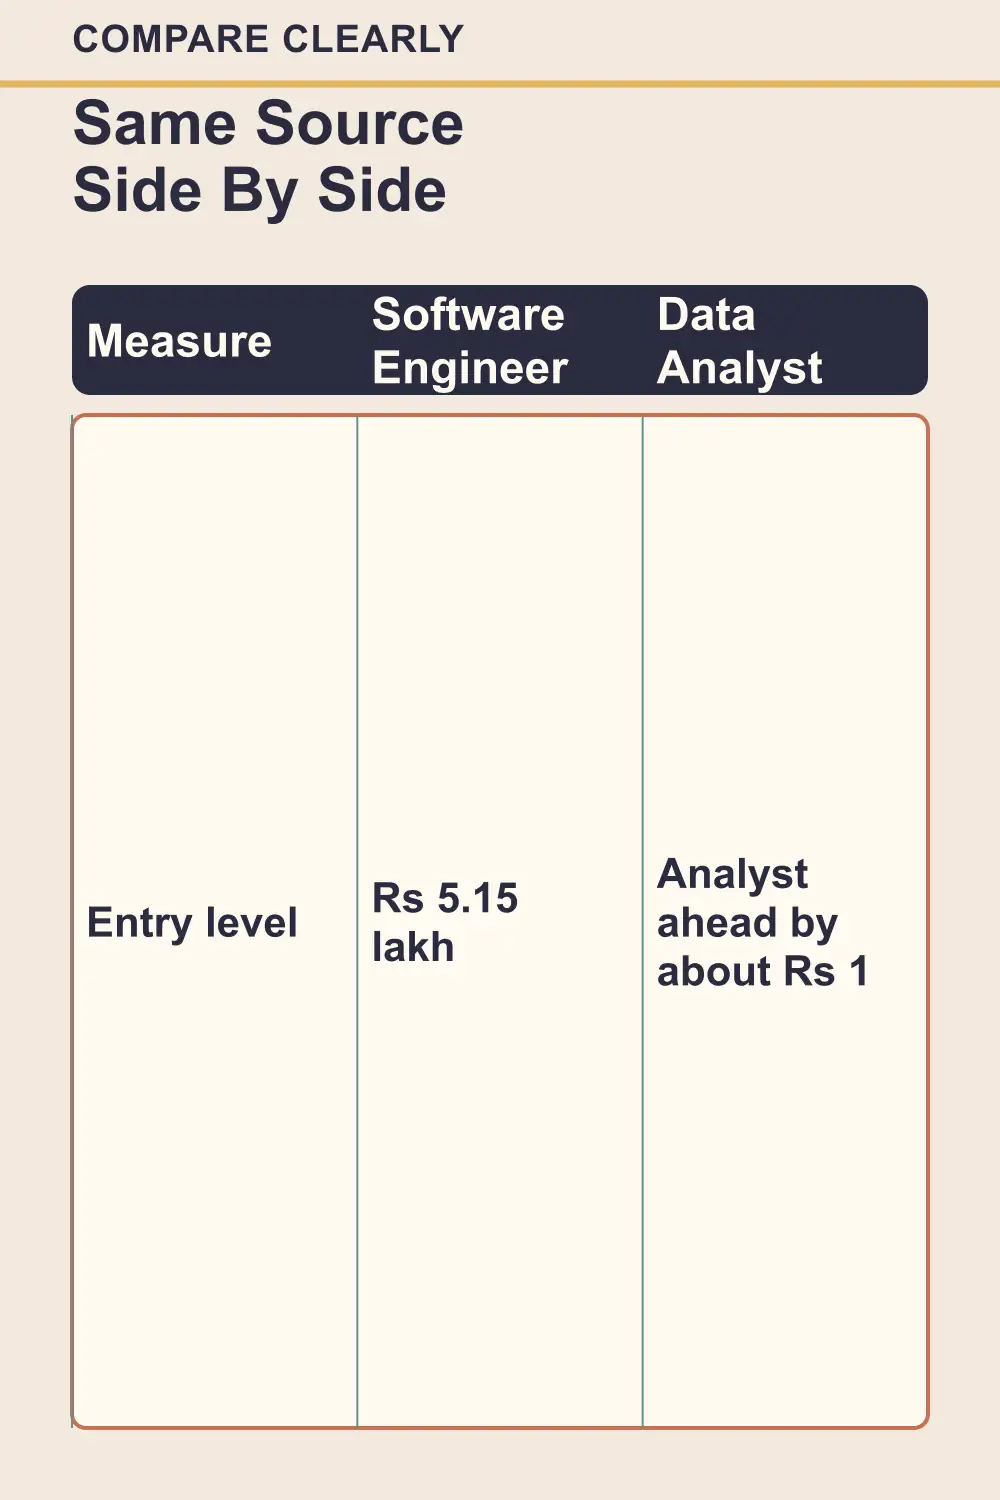 COMPARE CLEARLY
Same Source
Side By Side
Measure
Software
Engineer
Data
Analyst
Entry level
Rs 5.15
lakh
Analyst
ahead by
about Rs 1